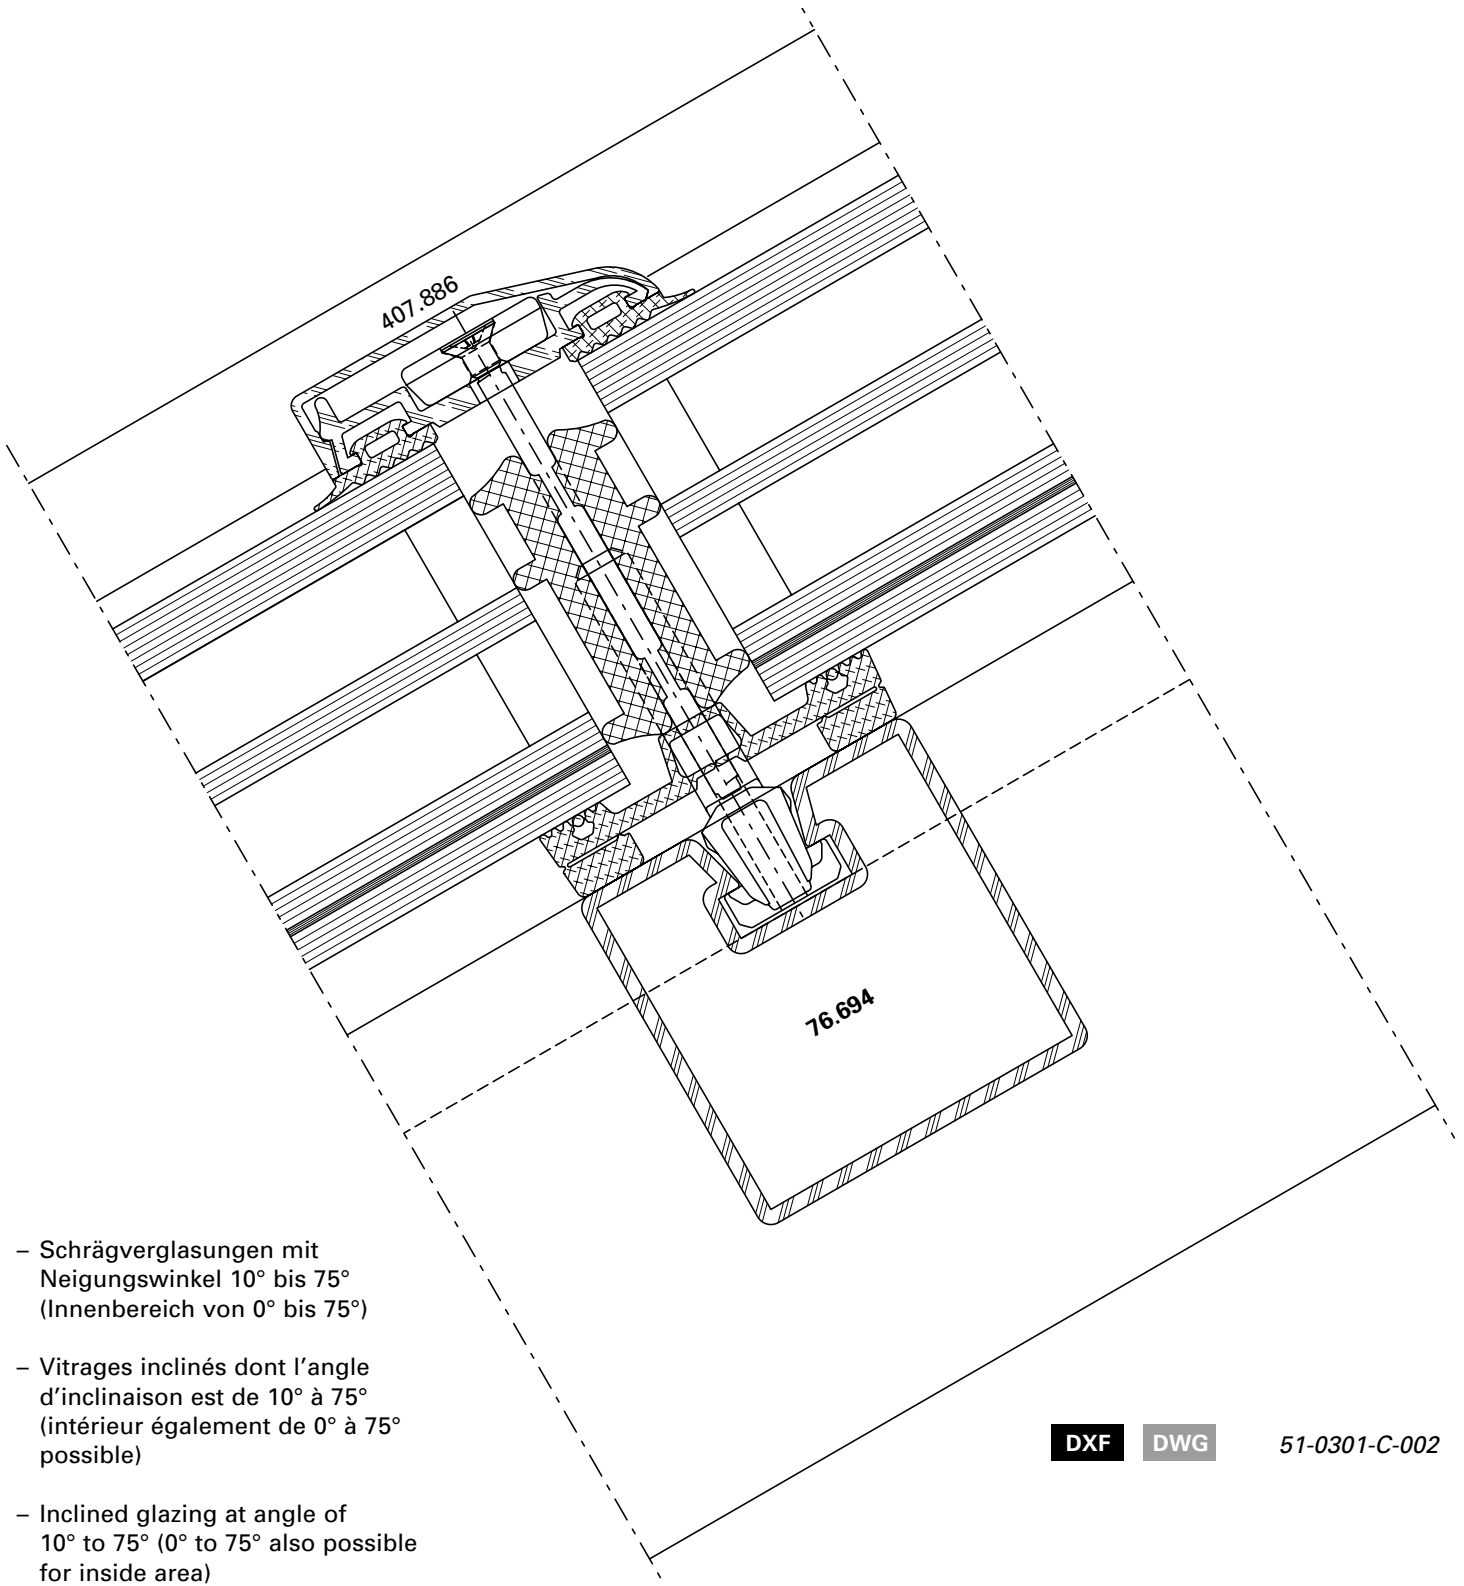 407.886
76.694
– Schrägverglasungen mit
Neigungswinkel 10° bis 75°
(Innenbereich von 0° bis 75°)
– Vitrages inclinés dont l’angle
d’inclinaison est de 10° à 75°
(intérieur également de 0° à 75°
possible)
– Inclined glazing at angle of
10° to 75° (0° to 75° also possible
for inside area)
DXF DWG 51-0301-C-002